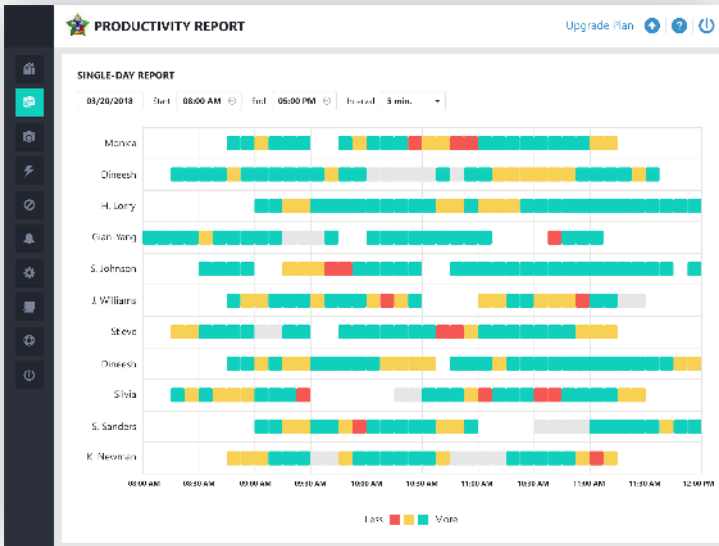 PRODUCTIVITY REPORT
Upgrade Plan
SINGLE-DAY REPORT
03/20/2018 Start 08:00 AM End 05:00 PM Interval 5 min.
Monica
Dineesh
H. Lorry
Gian Yang
S. Johnson
J. Williams
Steve
Dineesh
Silvia
S. Sanders
K. Newman
08:00 AM 08:30 AM 09:00 AM 09:30 AM 10:00 AM 10:30 AM 11:00 AM 10:30 AM 11:00 AM 11:30 AM 12:00 PM
Less More